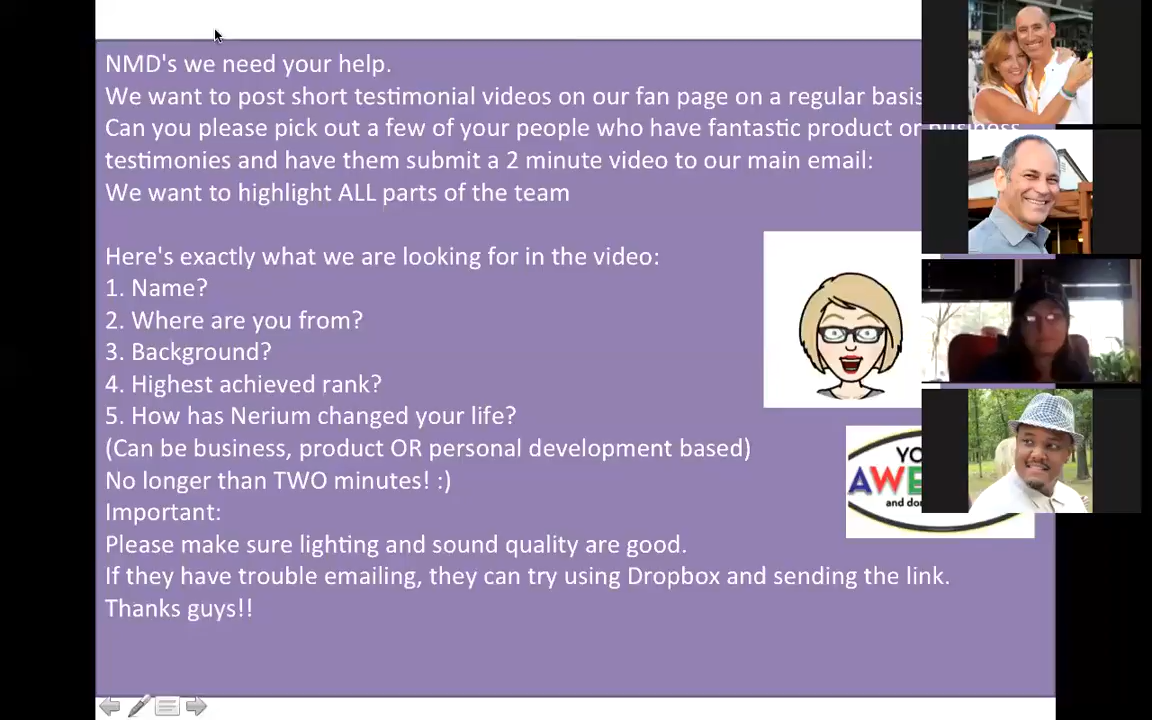 NMD's we need your help.
We want to post short testimonial videos on our fan page on a regular basis
Can you please pick out a few of your people who have fantastic product or business
testimonies and have them submit a 2 minute video to our main email:
We want to highlight ALL parts of the team
Here's exactly what we are looking for in the video:
1. Name?
2. Where are you from?
3. Background?
4. Highest achieved rank?
5. How has Nerium changed your life?
(Can be business, product OR personal development based)
No longer than TWO minutes! :)
Important:
Please make sure lighting and sound quality are good.
If they have trouble emailing, they can try using Dropbox and sending the link.
Thanks guys!!
and